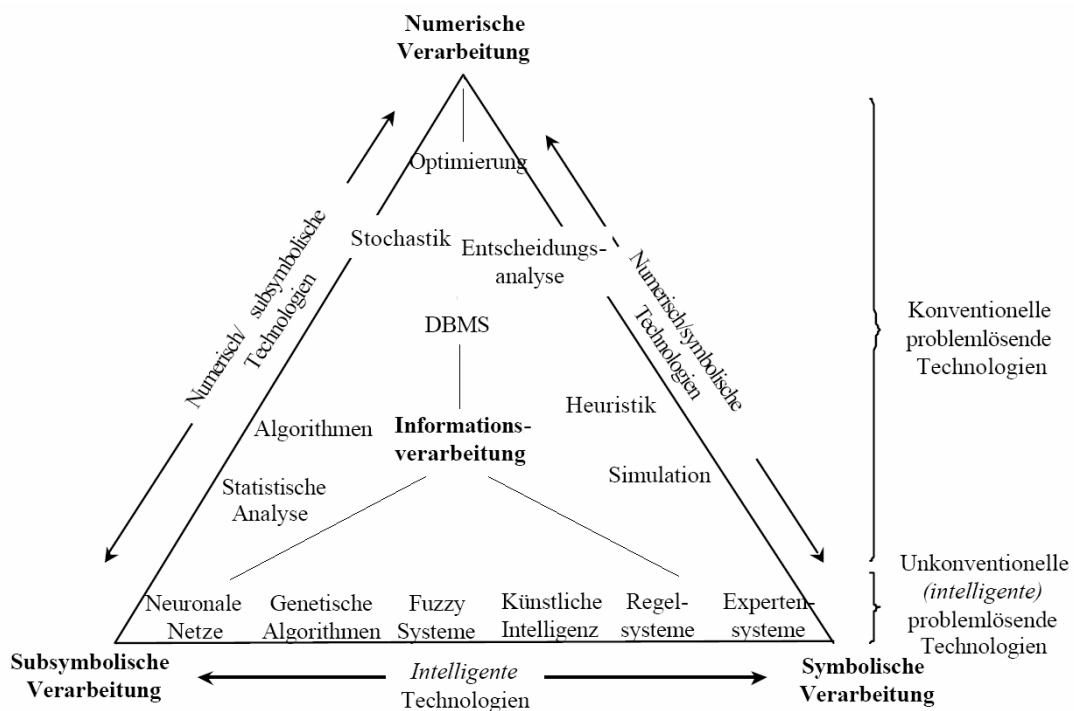 Numerische
Verarbeitung
Optimierung
Stochastik
Entscheidungs-
analyse
Numerisch/ subsymbolische
Technologien
Numerisch/symbolische
Technologien
DBMS
Konventionelle
problemlösende
Technologien
Heuristik
Algorithmen
Informations-
verarbeitung
Simulation
Statistische
Analyse
Unkonventionelle
(intelligente)
problemlösende
Technologien
Neuronale
Netze
Genetische
Algorithmen
Fuzzy
Systeme
Künstliche
Intelligenz
Regel-
systeme
Experten-
systeme
Subsymbolische
Verarbeitung
Intelligente
Technologien
Symbolische
Verarbeitung